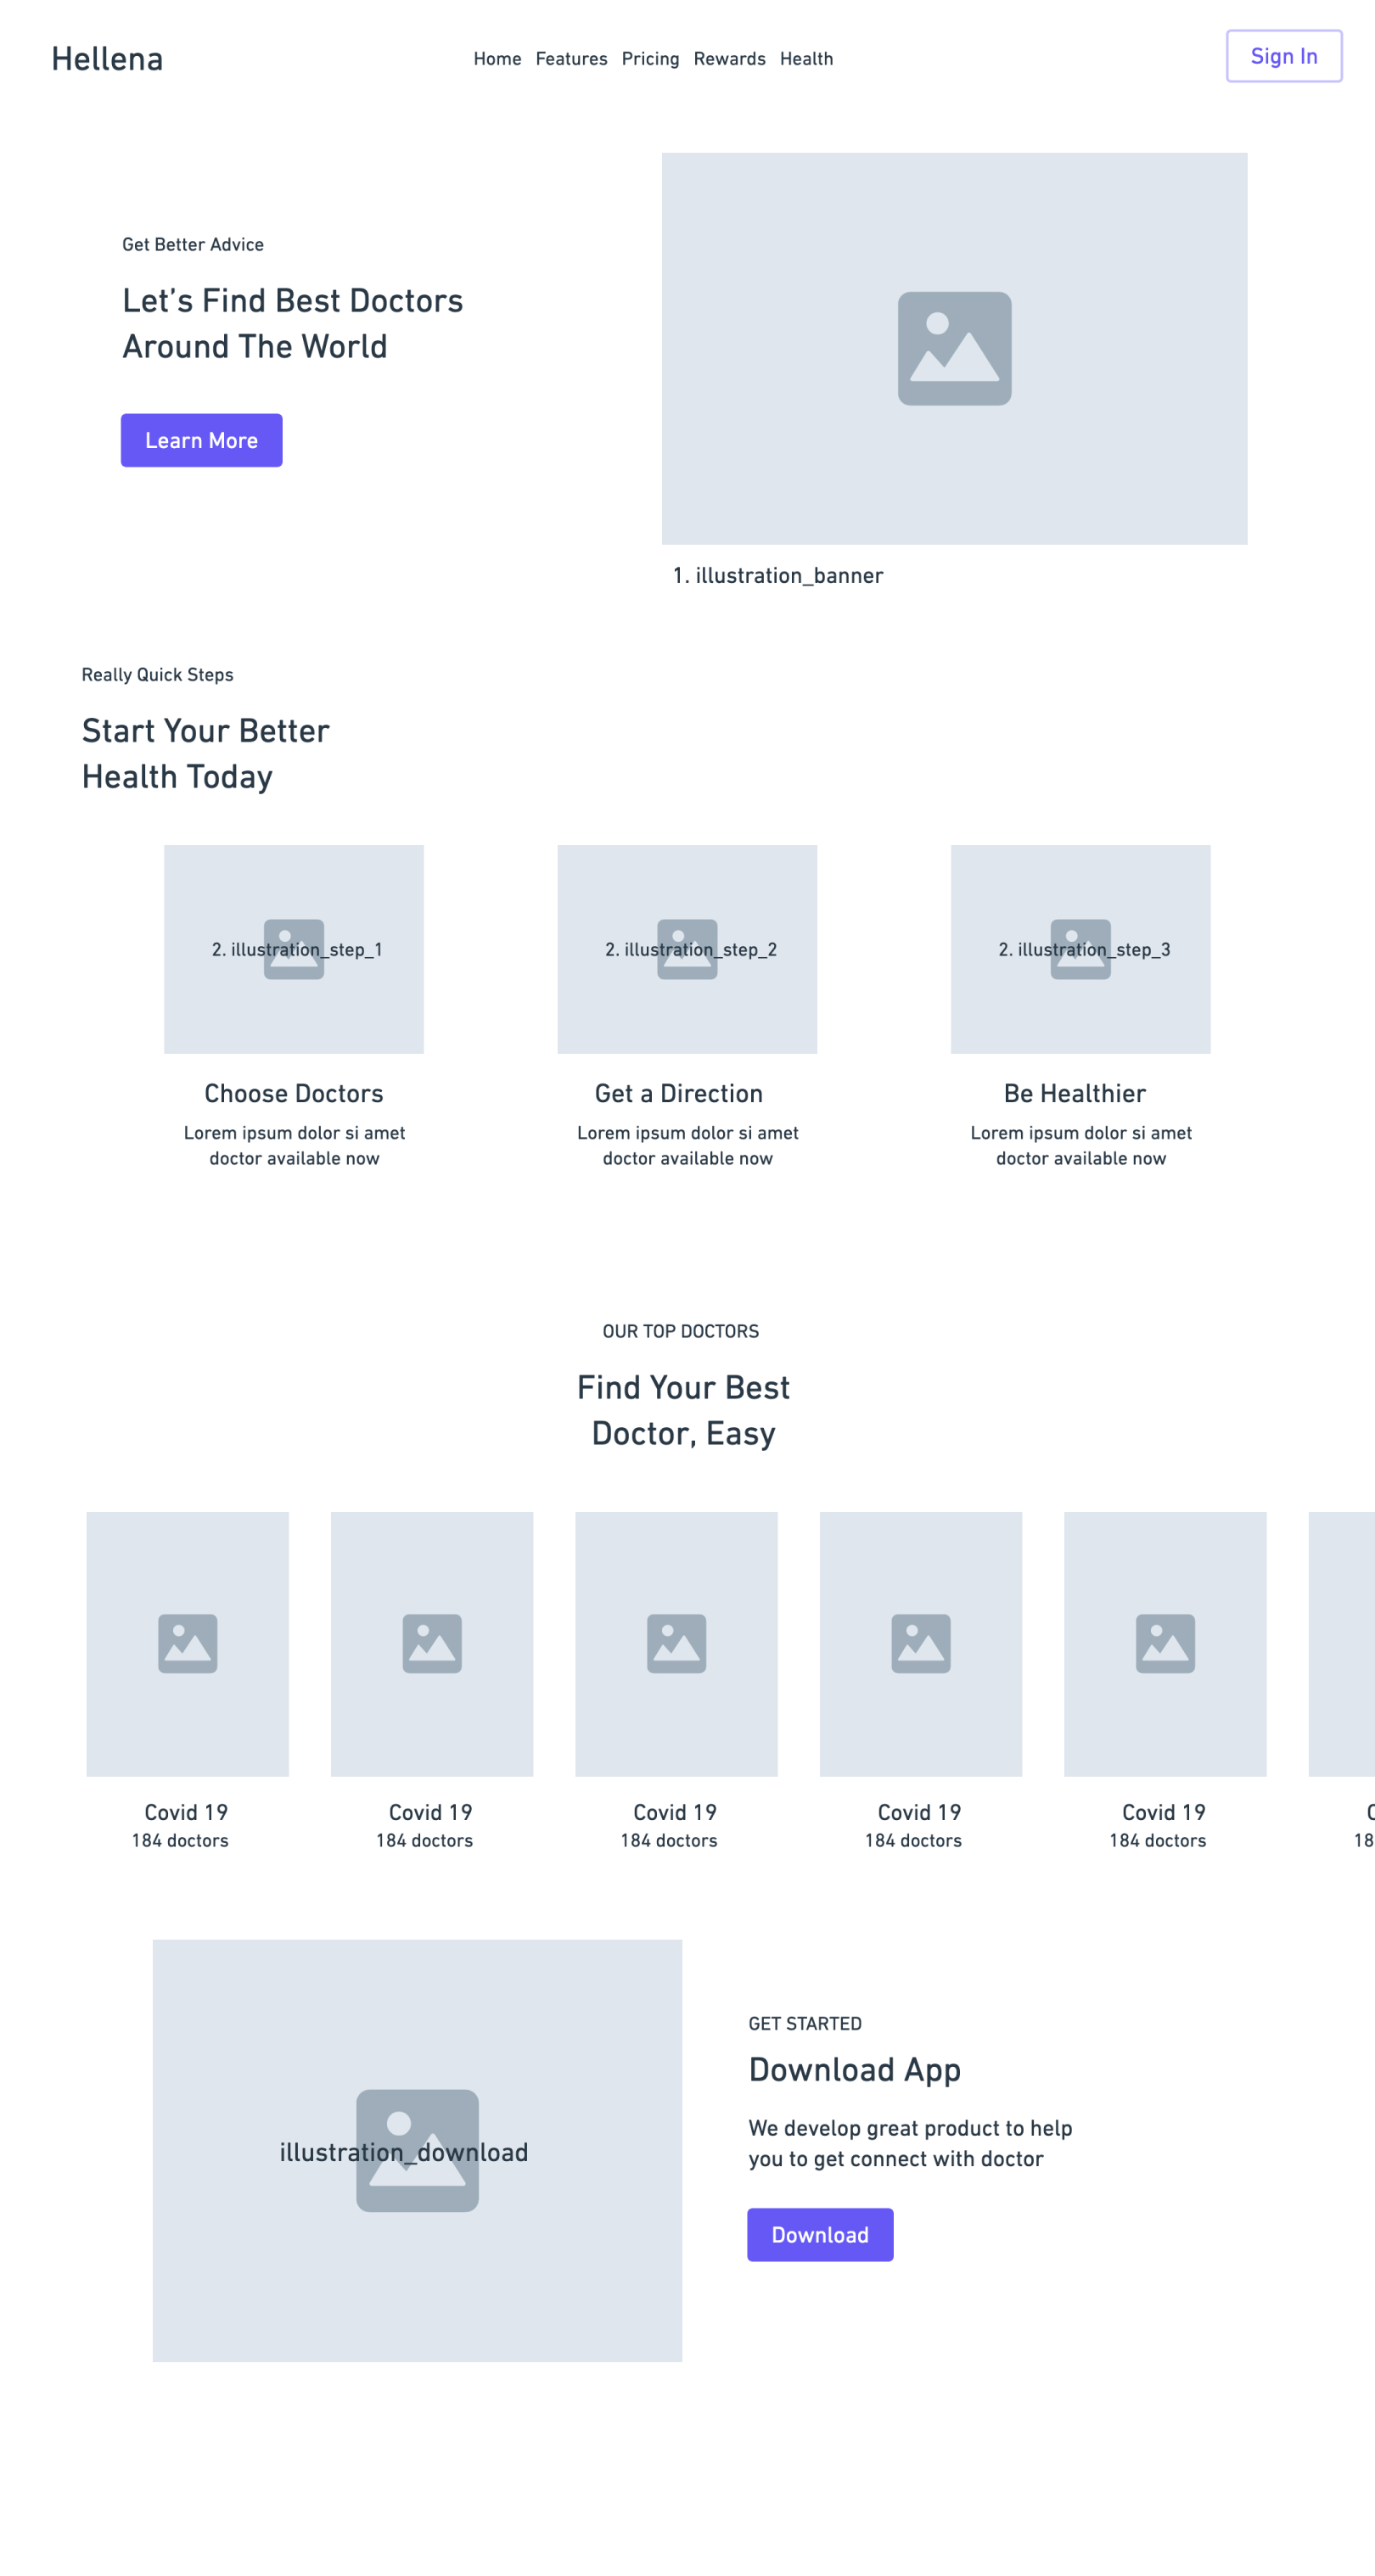 Hellena
Home Features Pricing Rewards Health
Sign In
Get Better Advice
Let’s Find Best Doctors
Around The World
Learn More
1. illustration_banner
Really Quick Steps
Start Your Better
Health Today
2. illustration_step_1
2. illustration_step_2
2. illustration_step_3
Choose Doctors
Lorem ipsum dolor si amet
doctor available now
Get a Direction
Lorem ipsum dolor si amet
doctor available now
Be Healthier
Lorem ipsum dolor si amet
doctor available now
OUR TOP DOCTORS
Find Your Best
Doctor, Easy
Covid 19
184 doctors
Covid 19
184 doctors
Covid 19
184 doctors
Covid 19
184 doctors
Covid 19
184 doctors
illustration_download
GET STARTED
Download App
We develop great product to help
you to get connect with doctor
Download